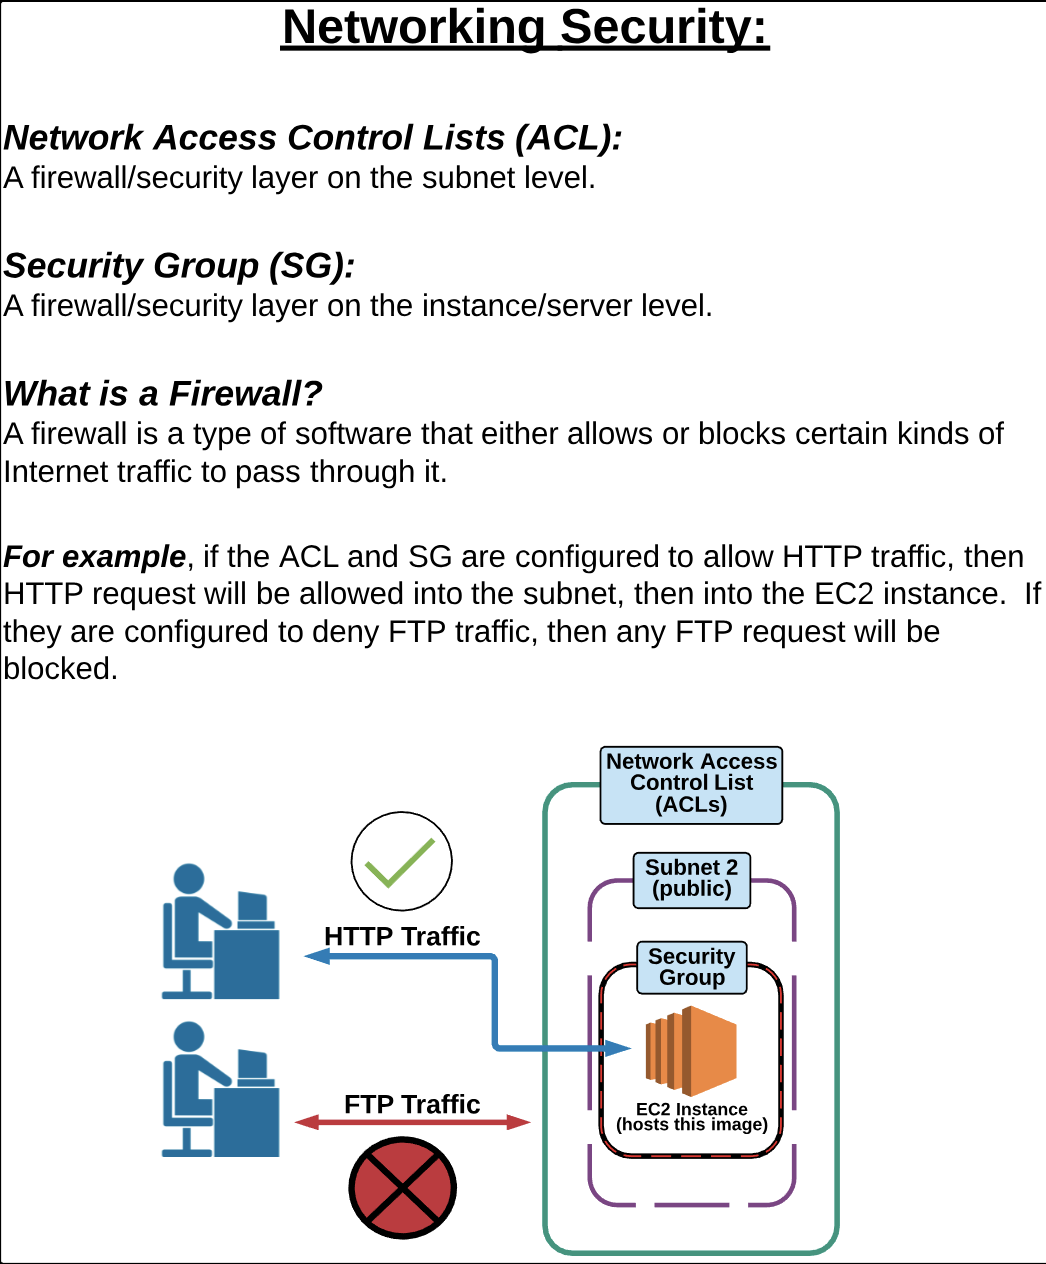 Networking Security:
Network Access Control Lists (ACL):
A firewall/security layer on the subnet level.
Security Group (SG):
A firewall/security layer on the instance/server level.
What is a Firewall?
A firewall is a type of software that either allows or blocks certain kinds of
Internet traffic to pass through it.
For example, if the ACL and SG are configured to allow HTTP traffic, then
HTTP request will be allowed into the subnet, then into the EC2 instance.  If
they are configured to deny FTP traffic, then any FTP request will be
blocked.
Network Access
Control List
(ACLs)
Subnet 2
(public)
HTTP Traffic
Security
Group
FTP Traffic
EC2 Instance
(hosts this image)